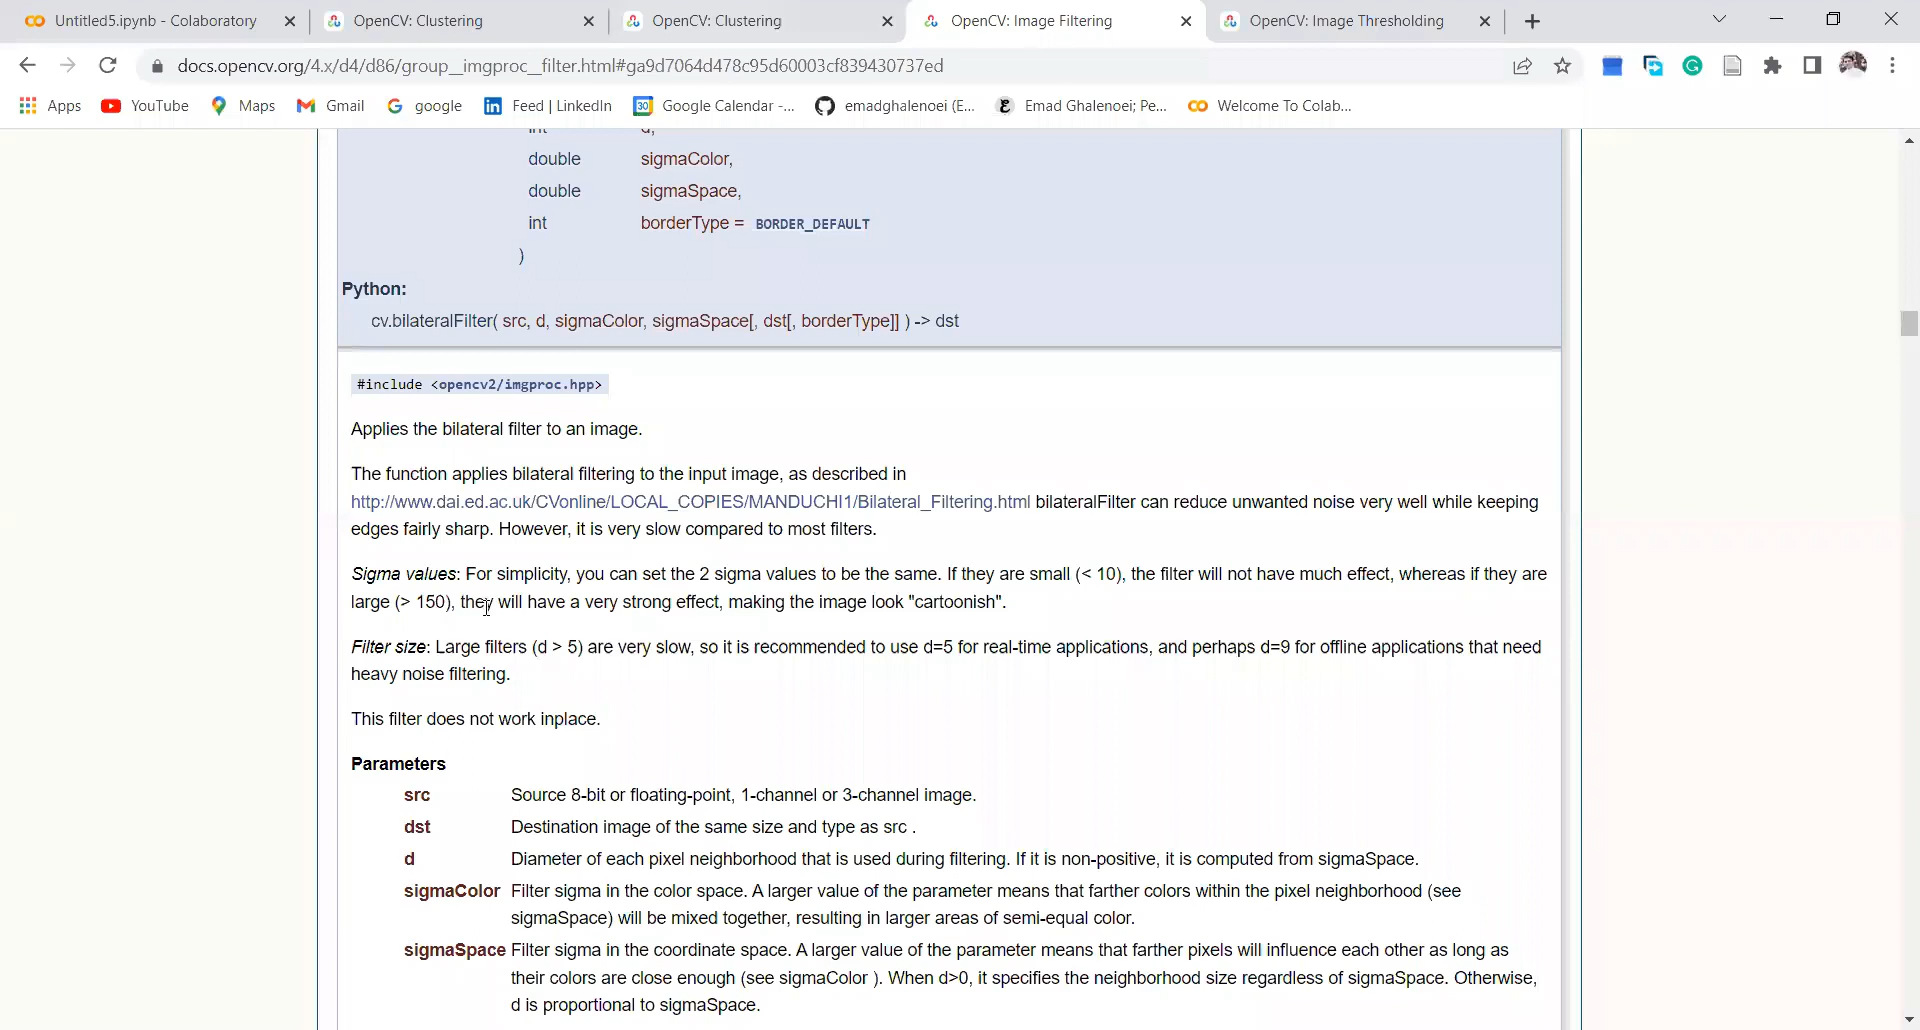 Untitled5.ipynb - Colaboratory
OpenCV: Clustering
OpenCV: Clustering
OpenCV: Image Filtering
OpenCV: Image Thresholding
docs.opencv.org/4.x/d4/d86/group__imgproc__filter.html#ga9d7064d478c95d60003cf839430737ed
Apps YouTube Maps Gmail google Feed | LinkedIn 30 Google Calendar -... emadghalenoei (E... Emad Ghalenoei; Pe... Welcome To Colab...
int d,
double sigmaColor,
double sigmaSpace,
int borderType = BORDER_DEFAULT
)
Python:
cv.bilateralFilter( src, d, sigmaColor, sigmaSpace[, dst[, borderType]] ) -> dst
#include <opencv2/imgproc.hpp>
Applies the bilateral filter to an image.
The function applies bilateral filtering to the input image, as described in
http://www.dai.ed.ac.uk/CVonline/LOCAL_COPIES/MANDUCHI1/Bilateral_Filtering.html bilateralFilter can reduce unwanted noise very well while keeping
edges fairly sharp. However, it is very slow compared to most filters.
Sigma values: For simplicity, you can set the 2 sigma values to be the same. If they are small (< 10), the filter will not have much effect, whereas if they are
large (> 150), they will have a very strong effect, making the image look "cartoonish".
Filter size: Large filters (d > 5) are very slow, so it is recommended to use d=5 for real-time applications, and perhaps d=9 for offline applications that need
heavy noise filtering.
This filter does not work inplace.
Parameters
src Source 8-bit or floating-point, 1-channel or 3-channel image.
dst Destination image of the same size and type as src .
d Diameter of each pixel neighborhood that is used during filtering. If it is non-positive, it is computed from sigmaSpace.
sigmaColor Filter sigma in the color space. A larger value of the parameter means that farther colors within the pixel neighborhood (see
sigmaSpace) will be mixed together, resulting in larger areas of semi-equal color.
sigmaSpace Filter sigma in the coordinate space. A larger value of the parameter means that farther pixels will influence each other as long as
their colors are close enough (see sigmaColor ). When d>0, it specifies the neighborhood size regardless of sigmaSpace. Otherwise,
d is proportional to sigmaSpace.